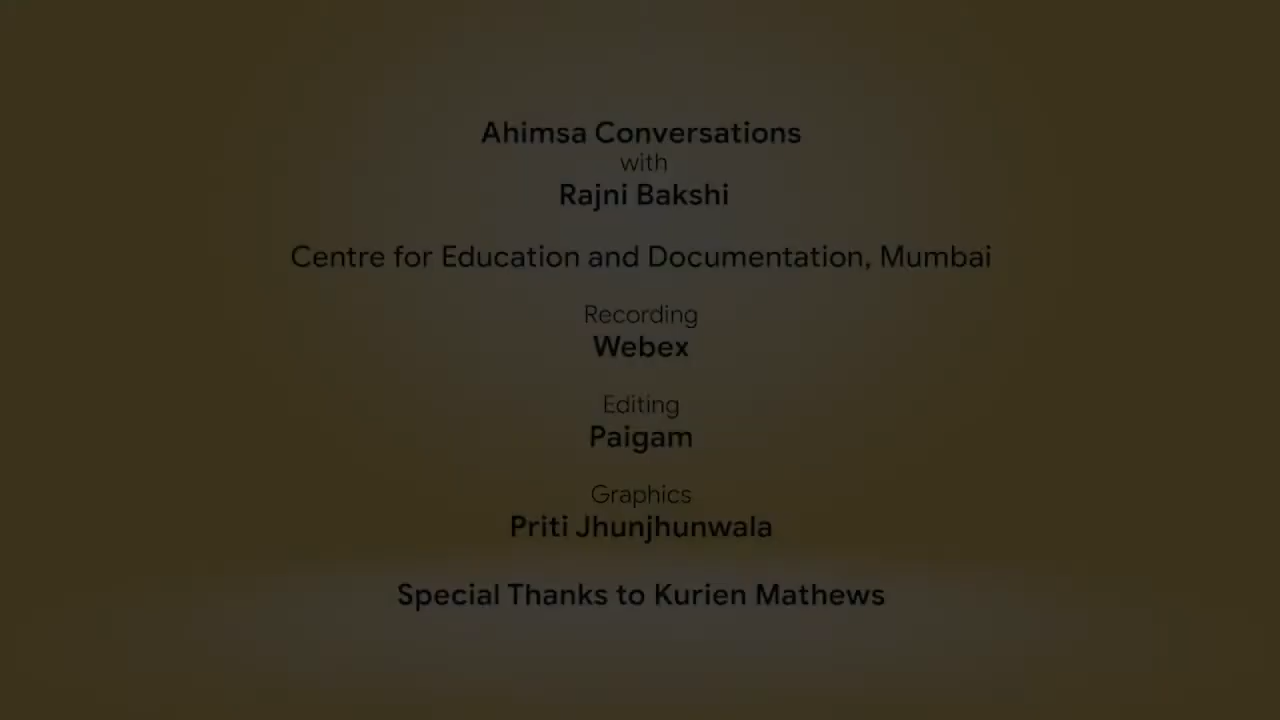 Ahimsa Conversations
with
Rajni Bakshi
Centre for Education and Documentation, Mumbai
Recording
Webex
Editing
Paigam
Graphics
Priti Jhunjhunwala
Special Thanks to Kurien Mathews